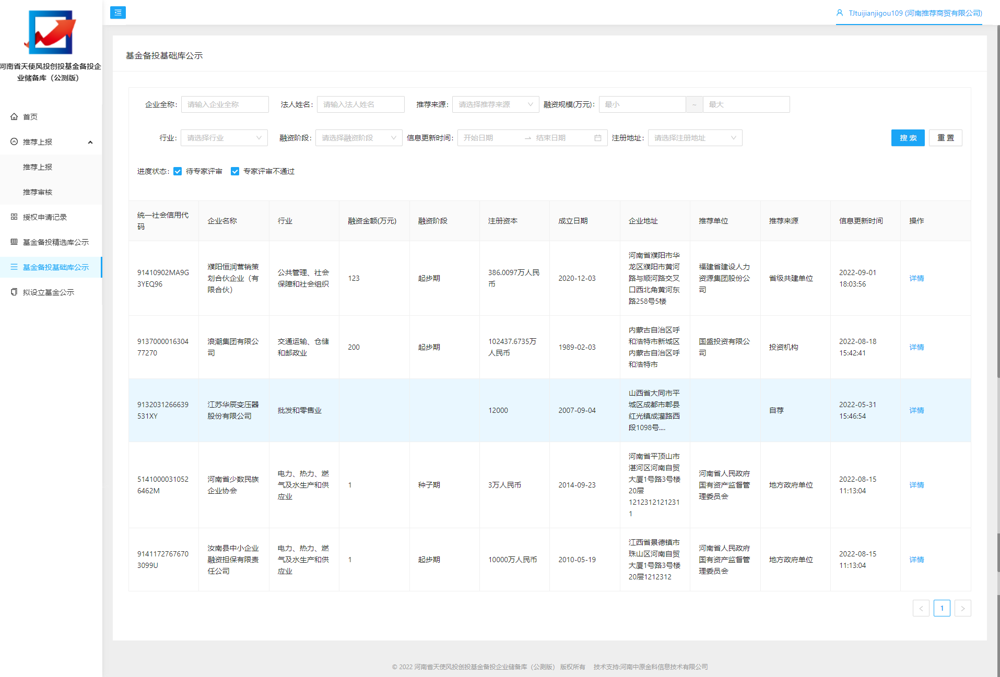 河南省天使风投创投基金备投企
业储备库（公测版）
首页
推荐上报
推荐上报
推荐审核
授权申请记录
基金备投精选库公示
基金备投基础库公示
拟设立基金公示
TJtuijianjigou109 (河南推荐商贸有限公司)
基金备投基础库公示
企业全称: 请输入企业全称 法人姓名: 请输入法人姓名 推荐来源: 请选择推荐来源 融资规模(万元): 最小 ~ 最大
行业: 请选择行业 融资阶段: 请选择融资阶段 信息更新时间: 开始日期 → 结束日期 注册地址: 请选择注册地址 搜 索 重 置
进度状态: 待专家评审 专家评审不通过
统一社会信用代
码
企业名称
行业
融资金额(万元)
融资阶段
注册资本
成立日期
企业地址
推荐单位
推荐来源
信息更新时间
操作
91410902MA9G
3YEQ96
濮阳恒润营销策
划合伙企业（有
限合伙）
公共管理、社会
保障和社会组织
123
起步期
386.0097万人民
币
2020-12-03
河南省濮阳市华
龙区濮阳市黄河
路与顺河路交叉
口西北角黄河东
路258号5楼
福建省建设人力
资源集团股份公
司
省级共建单位
2022-09-01
18:03:56
详情
9137000016304
77270
浪潮集团有限公
司
交通运输、仓储
和邮政业
200
起步期
102437.6735万
人民币
1989-02-03
内蒙古自治区呼
和浩特市新城区
内蒙古自治区呼
和浩特市
国盛投资有限公
司
投资机构
2022-08-18
15:42:41
详情
9132031266639
531XY
江苏华辰变压器
股份有限公司
批发和零售业
12000
2007-09-04
山西省大同市平
城区成都市郫县
红光镇成灌路西
段1098号....
自荐
2022-05-31
15:46:54
详情
5141000031052
6462M
河南省少数民族
企业协会
电力、热力、燃
气及水生产和供
应业
1
种子期
3万人民币
2014-09-23
河南省平顶山市
湛河区河南自贸
大厦1号路3号楼
20层
1212312121231
1
河南省人民政府
国有资产监督管
理委员会
地方政府单位
2022-08-15
11:13:04
详情
9141172767670
3099U
汝南县中小企业
融资担保有限责
任公司
电力、热力、燃
气及水生产和供
应业
1
起步期
10000万人民币
2010-05-19
江西省景德镇市
珠山区河南自贸
大厦1号路3号楼
20层1212312
河南省人民政府
国有资产监督管
理委员会
地方政府单位
2022-08-15
11:13:04
详情
< 1 >
© 2022 河南省天使风投创投基金备投企业储备库（公测版） 版权所有 技术支持:河南中原金科信息技术有限公司